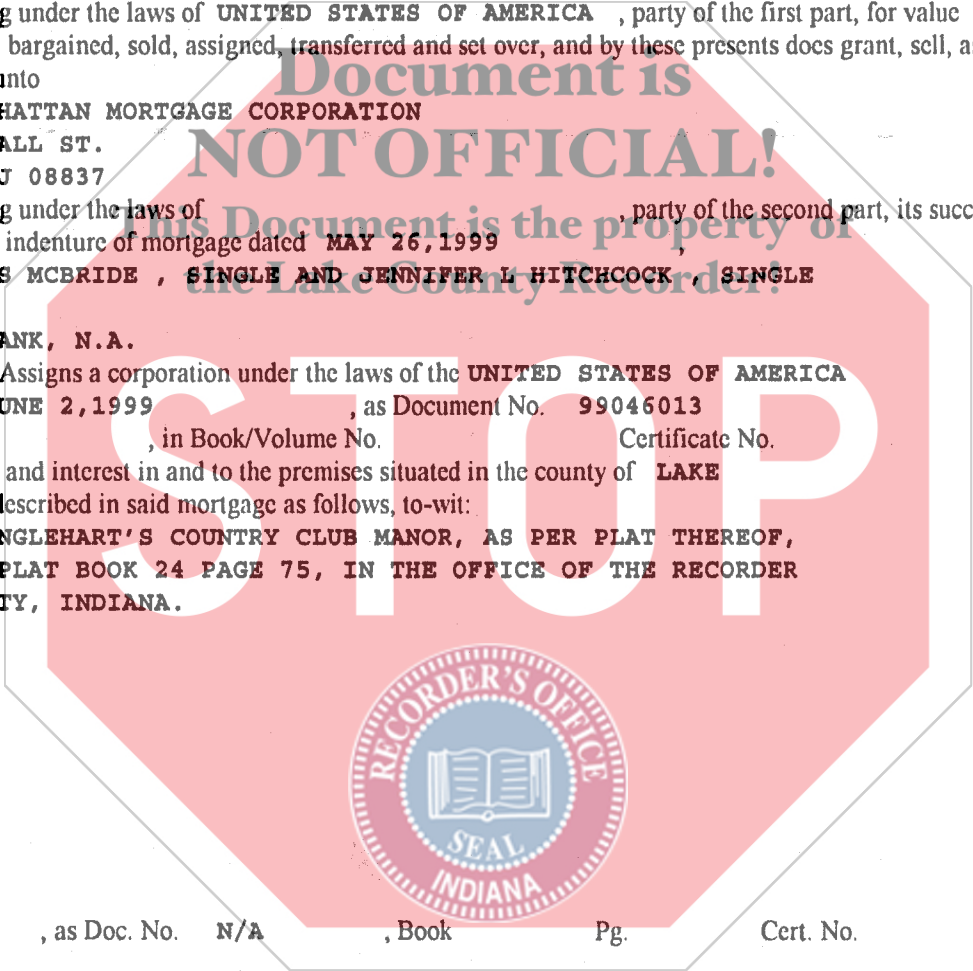 g under the laws of UNITED STATES OF AMERICA , party of the first part, for value
bargained, sold, assigned, transferred and set over, and by these presents does grant, sell, a
Document is
nto
HATTAN MORTGAGE CORPORATION
ALL ST.
NOT OFFICIAL!
J 08837
g under the laws of , party of the second part, its succ
This Document is the property of
indenture of mortgage dated MAY 26,1999 ,
S MCBRIDE , SINGLE AND JENNIFER L HITCHCOCK , SINGLE
the Lake County Recorder!
ANK, N.A.
Assigns a corporation under the laws of the UNITED STATES OF AMERICA
UNE 2,1999 , as Document No. 99046013
, in Book/Volume No. Certificate No.
and interest in and to the premises situated in the county of LAKE
STOP
escribed in said mortgage as follows, to-wit:
NGLEHART'S COUNTRY CLUB MANOR, AS PER PLAT THEREOF,
PLAT BOOK 24 PAGE 75, IN THE OFFICE OF THE RECORDER
TY, INDIANA.
RECORDER'S OFFICE
SEAL
INDIANA
, as Doc. No. N/A , Book Pg. Cert. No.